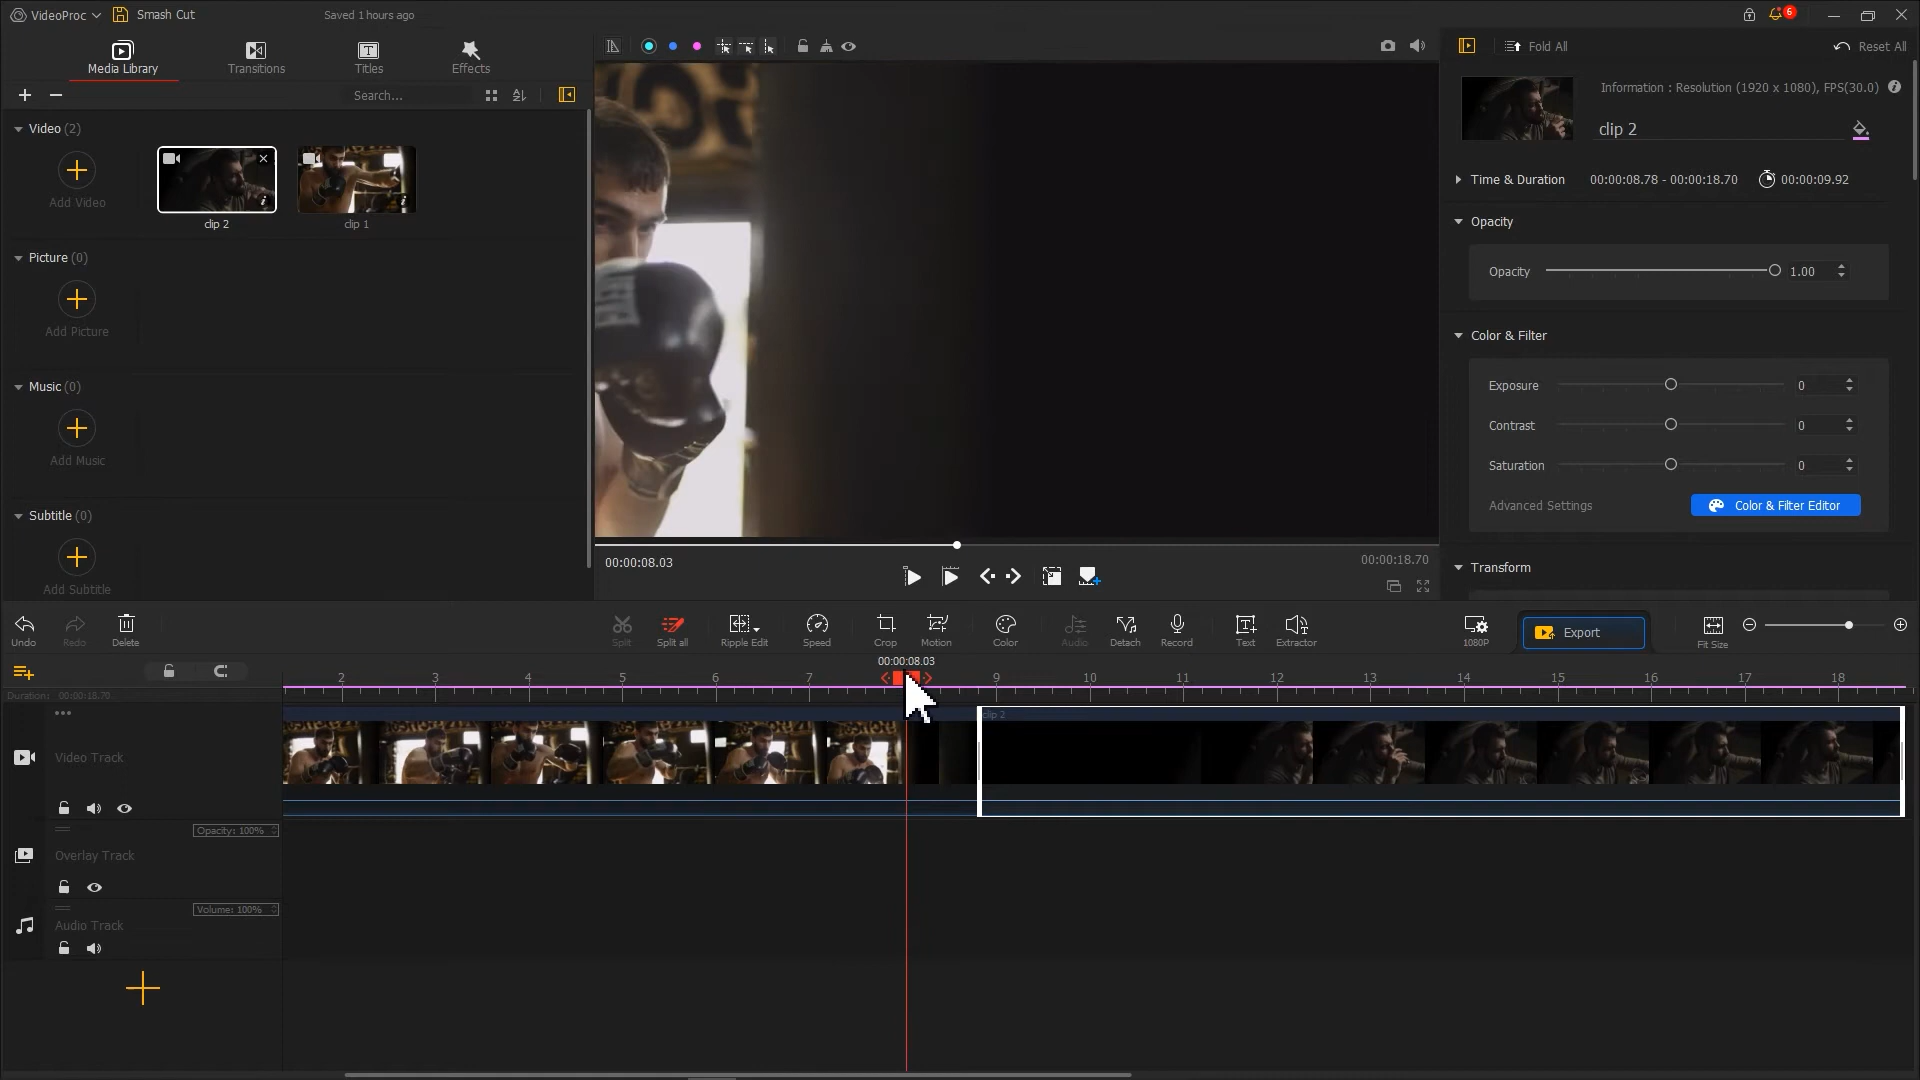 VideoProc
Smash Cut
Saved 1 hours ago
6
Media Library
Transitions
Titles
Effects
Fold All
Reset All
Search...
Information : Resolution (1920 x 1080), FPS(30.0)
clip 2
Video (2)
Add Video
clip 2
clip 1
Time & Duration
00:00:08.78 - 00:00:18.70
00:00:09.92
Opacity
Opacity
1.00
Picture (0)
Add Picture
Color & Filter
Exposure
0
Contrast
0
Saturation
0
Advanced Settings
Color & Filter Editor
Music (0)
Add Music
Subtitle (0)
Add Subtitle
00:00:08.03
00:00:18.70
Transform
Undo
Redo
Delete
Split
Split all
Ripple Edit
Speed
Crop
Motion
Color
Audio
Detach
Record
Text
Extractor
1080P
Export
Fit Size
00:00:08.03
2 3 4 5 6 7 9 10 11 12 13 14 15 16 17 18
Duration: 00:00:18.70
clip 2
Video Track
Opacity: 100%
Overlay Track
Volume: 100%
Audio Track